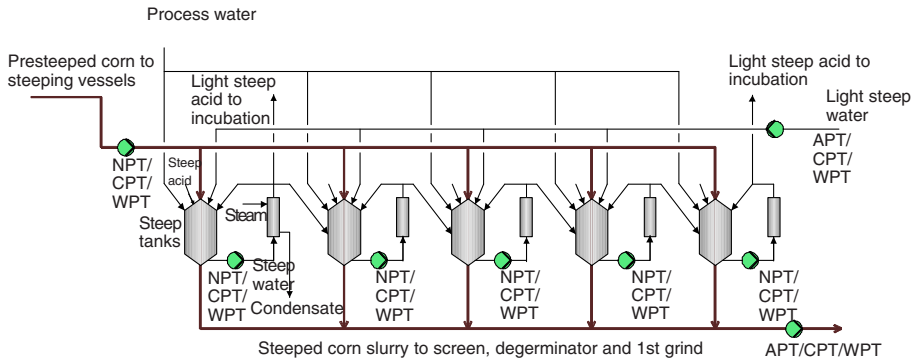 Process water
Presteeped corn to
steeping vessels
Light steep
acid to
incubation
Light steep acid to
incubation
Light steep
water
NPT/
CPT/
WPT
Steep
acid
APT/
CPT/
WPT
Steep
tanks
Steam
Steep
water
Condensate
NPT/
CPT/
WPT
NPT/
CPT/
WPT
NPT/
CPT/
WPT
NPT/
CPT/
WPT
NPT/
CPT/
WPT
Steeped corn slurry to screen, degerminator and 1st grind
APT/CPT/WPT